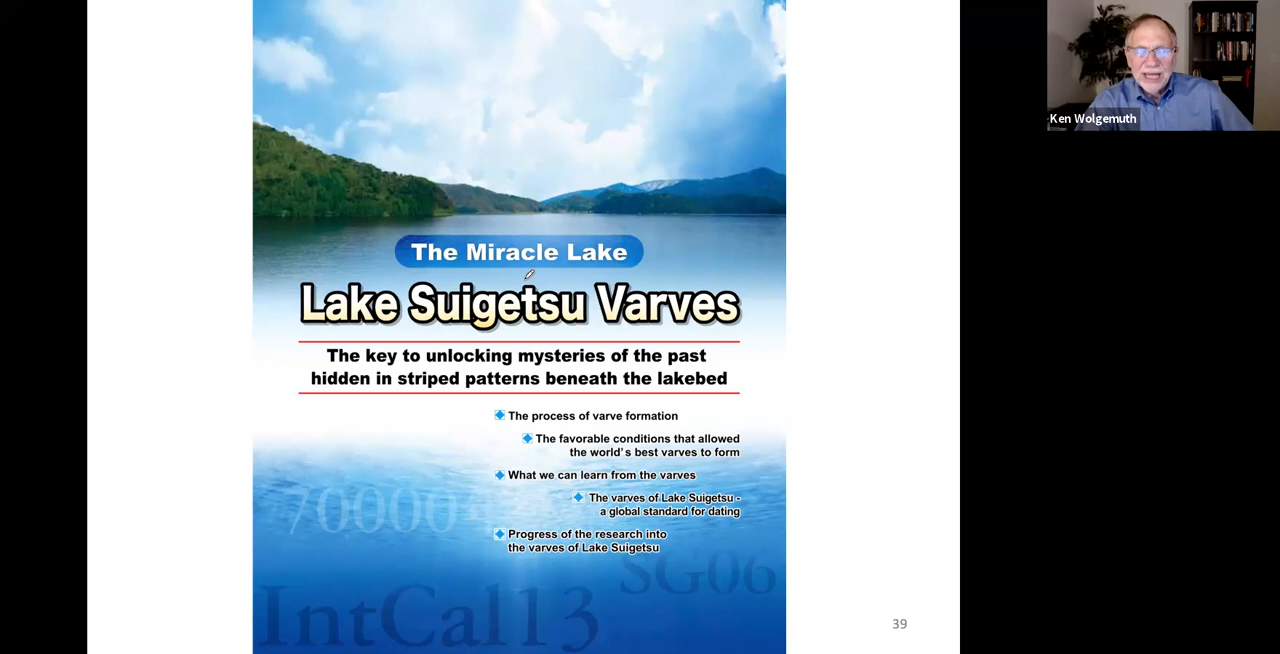 Ken Wolgemuth
The Miracle Lake
Lake Suigetsu Varves
The key to unlocking mysteries of the past
hidden in striped patterns beneath the lakebed
The process of varve formation
The favorable conditions that allowed
the world's best varves to form
What we can learn from the varves
The varves of Lake Suigetsu -
a global standard for dating
70000
Progress of the research into
the varves of Lake Suigetsu
SG06
IntCal13
39